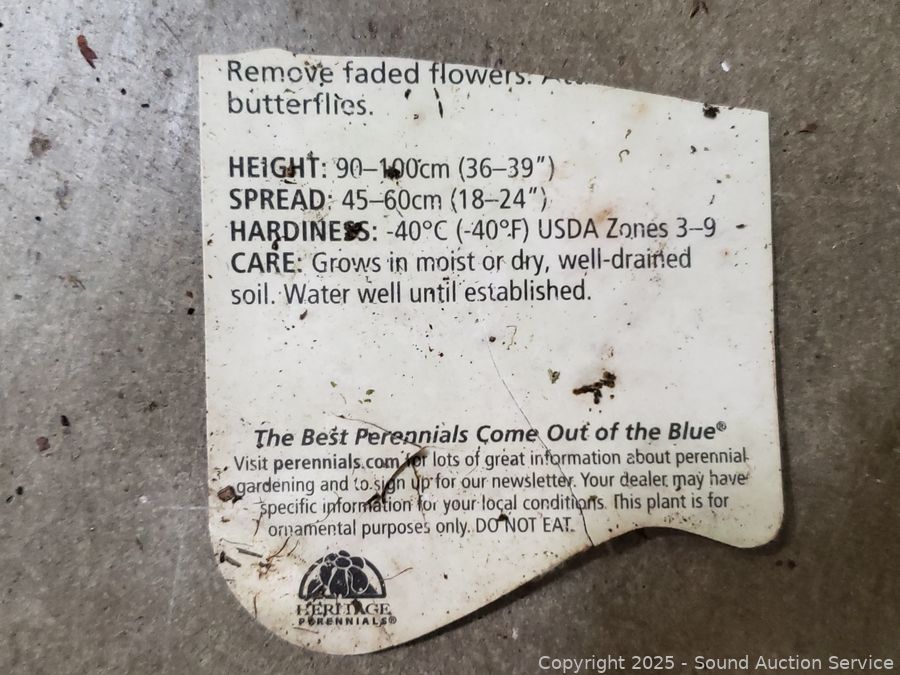 Remove faded flowers.
butterflies.
HEIGHT: 90–100cm (36–39")
SPREAD: 45–60cm (18–24")
HARDINESS: -40°C (-40°F) USDA Zones 3–9
CARE: Grows in moist or dry, well-drained
soil. Water well until established.
The Best Perennials Come Out of the Blue®
Visit perennials.com for lots of great information about perennial
gardening and to sign up for our newsletter. Your dealer may have
specific information for your local conditions. This plant is for
ornamental purposes only. DO NOT EAT.
HERITAGE
PERENNIALS®
Copyright 2025 - Sound Auction Service